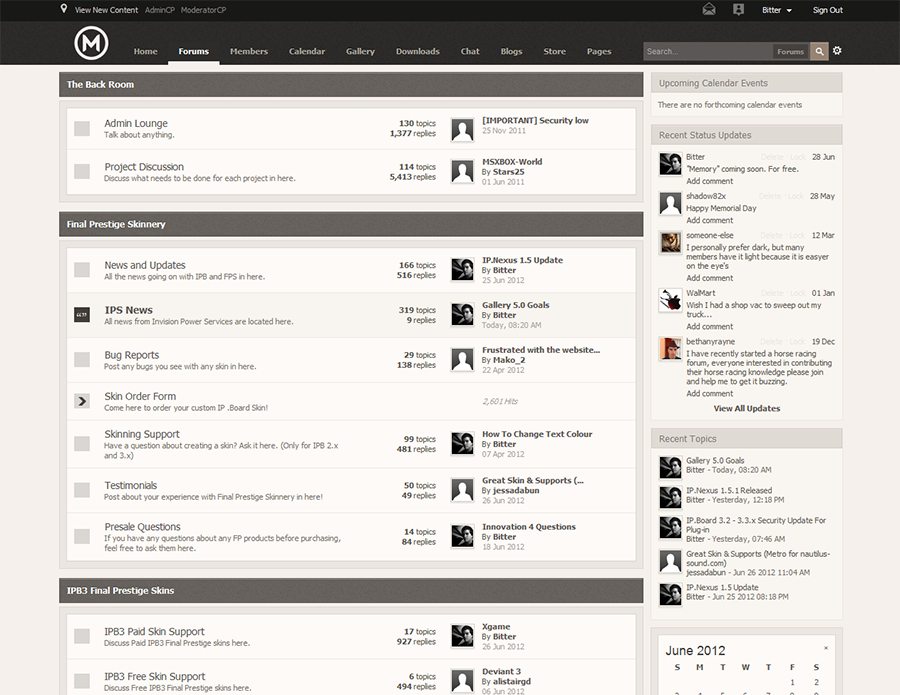 View New Content AdminCP ModeratorCP
Bitter
Sign Out
M
Home Forums Members Calendar Gallery Downloads Chat Blogs Store Pages
Search... Forums
The Back Room
Admin Lounge
Talk about anything.
130 topics
1,377 replies
[IMPORTANT] Security low
25 Nov 2011
Project Discussion
Discuss what needs to be done for each project in here.
114 topics
5,413 replies
MSXBOX-World
By Stars25
01 Jun 2011
Final Prestige Skinnery
News and Updates
All the news going on with IPB and FPS in here.
166 topics
516 replies
IP.Nexus 1.5 Update
By Bitter
25 Jun 2012
IPS News
All news from Invision Power Services are located here.
319 topics
9 replies
Gallery 5.0 Goals
By Bitter
Today, 08:20 AM
Bug Reports
Post any bugs you see with any skin in here.
29 topics
138 replies
Frustrated with the website...
By Mako_2
22 Apr 2012
Skin Order Form
Come here to order your custom IP .Board Skin!
2,601 Hits
Skinning Support
Have a question about creating a skin? Ask it here. (Only for IPB 2.x
and 3.x)
99 topics
481 replies
How To Change Text Colour
By Bitter
07 Apr 2012
Testimonials
Post about your experience with Final Prestige Skinnery in here!
50 topics
49 replies
Great Skin & Supports (...
By jessadabun
26 Jun 2012
Presale Questions
If you have any questions about any FP products before purchasing,
feel free to ask them here.
14 topics
84 replies
Innovation 4 Questions
By Bitter
18 Jun 2012
IPB3 Final Prestige Skins
IPB3 Paid Skin Support
Discuss Paid IPB3 Final Prestige skins here.
17 topics
927 replies
Xgame
By Bitter
26 Jun 2012
IPB3 Free Skin Support
Discuss Free IPB3 Final Prestige skins here.
6 topics
494 replies
Deviant 3
By alistairgd
06 Jun 2012
Upcoming Calendar Events
There are no forthcoming calendar events
Recent Status Updates
Bitter Delete · Lock · 28 Jun
"Memory" coming soon. For free.
Add comment
shadow82x Delete · Lock · 28 May
Happy Memorial Day
Add comment
someone-else Delete · Lock · 12 Mar
I personally prefer dark, but many
members have it light because it is easyer
on the eye's
Add comment
WalMart Delete · Lock · 01 Jan
Wish I had a shop vac to sweep out my
truck...
Add comment
bethanyrayne Delete · Lock · 19 Dec
I have recently started a horse racing
forum, everyone interested in contributing
their horse racing knowledge please join
and help me to get it buzzing.
Add comment
View All Updates
Recent Topics
Gallery 5.0 Goals
Bitter - Today, 08:20 AM
IP.Nexus 1.5.1 Released
Bitter - Yesterday, 12:18 PM
IP.Board 3.2 - 3.3.x Security Update For
Plug-in
Bitter - Yesterday, 07:46 AM
Great Skin & Supports (Metro for nautilus-
sound.com)
jessadabun - Jun 26 2012 11:04 AM
IP.Nexus 1.5 Update
Bitter - Jun 25 2012 08:18 PM
June 2012
×
S M T W T F S
1 2